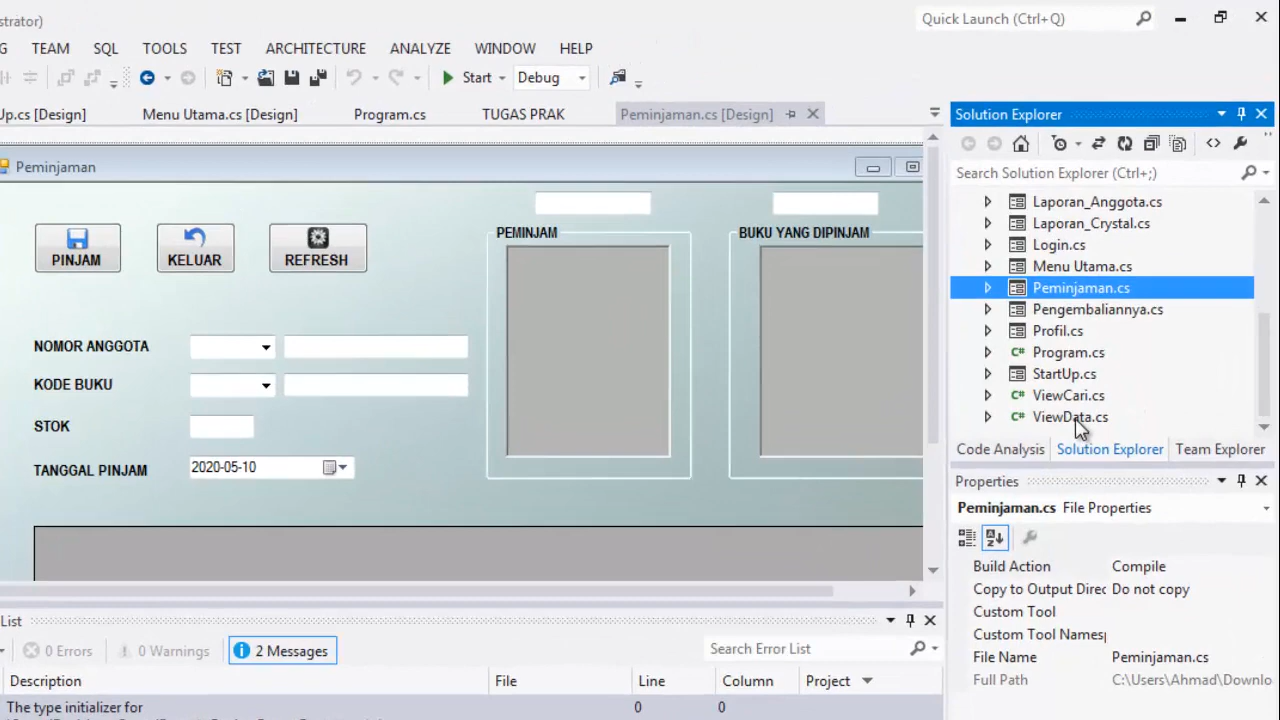 strator)
Quick Launch (Ctrl+Q)
G TEAM SQL TOOLS TEST ARCHITECTURE ANALYZE WINDOW HELP
Start Debug
Up.cs [Design] Menu Utama.cs [Design] Program.cs TUGAS PRAK Peminjaman.cs [Design]
Peminjaman
PINJAM KELUAR REFRESH
PEMINJAM BUKU YANG DIPINJAM
NOMOR ANGGOTA
KODE BUKU
STOK
TANGGAL PINJAM 2020-05-10
Solution Explorer
Search Solution Explorer (Ctrl+;)
Laporan_Anggota.cs
Laporan_Crystal.cs
Login.cs
Menu Utama.cs
Peminjaman.cs
Pengembaliannya.cs
Profil.cs
C# Program.cs
StartUp.cs
C# ViewCari.cs
C# ViewData.cs
Code Analysis Solution Explorer Team Explorer
Properties
Peminjaman.cs File Properties
Build Action Compile
Copy to Output Direc Do not copy
Custom Tool
Custom Tool Namesp
File Name Peminjaman.cs
Full Path C:\Users\Ahmad\Downlo
List
0 Errors 0 Warnings 2 Messages Search Error List
Description File Line Column Project
The type initializer for 0 0